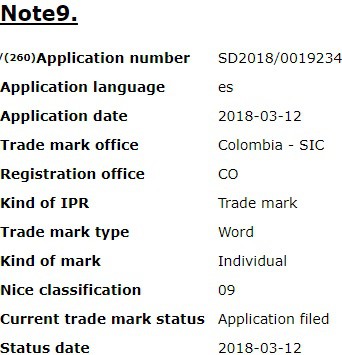 Note9.
/(260)Application number SD2018/0019234
Application language es
Application date 2018-03-12
Trade mark office Colombia - SIC
Registration office CO
Kind of IPR Trade mark
Trade mark type Word
Kind of mark Individual
Nice classification 09
Current trade mark status Application filed
Status date 2018-03-12